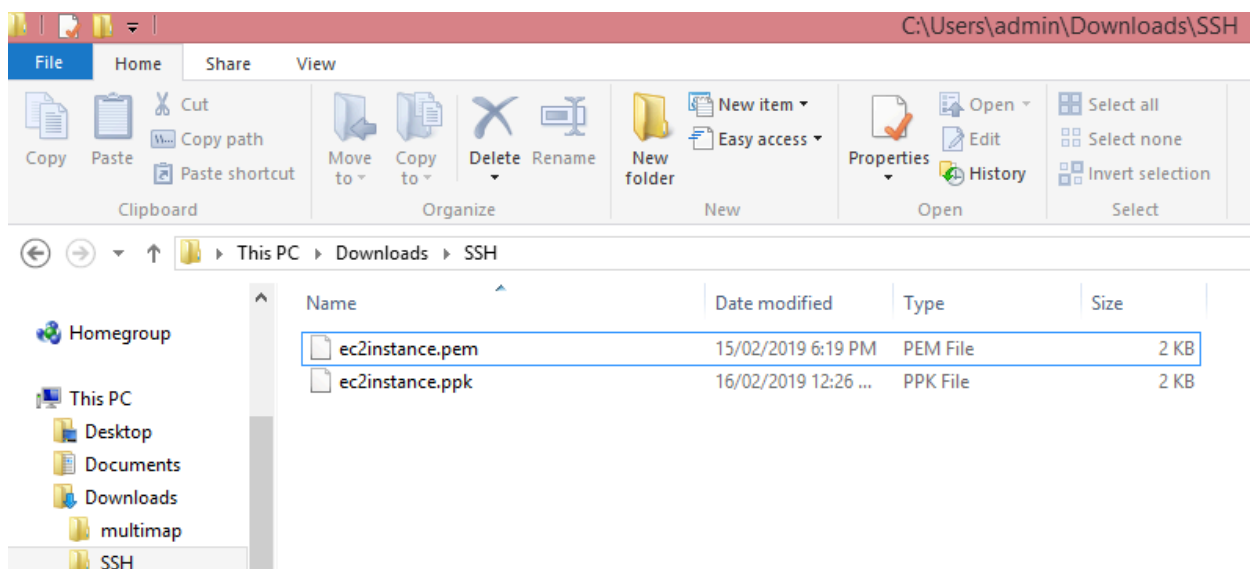 C:\Users\admin\Downloads\SSH
File Home Share View
Cut New item Open Select all
Copy path Easy access Edit Select none
Copy Paste Paste shortcut Move to Copy to Delete Rename New folder Properties History Invert selection
Clipboard Organize New Open Select
This PC Downloads SSH
Name Date modified Type Size
Homegroup
ec2instance.pem 15/02/2019 6:19 PM PEM File 2 KB
ec2instance.ppk 16/02/2019 12:26 ... PPK File 2 KB
This PC
Desktop
Documents
Downloads
multimap
SSH